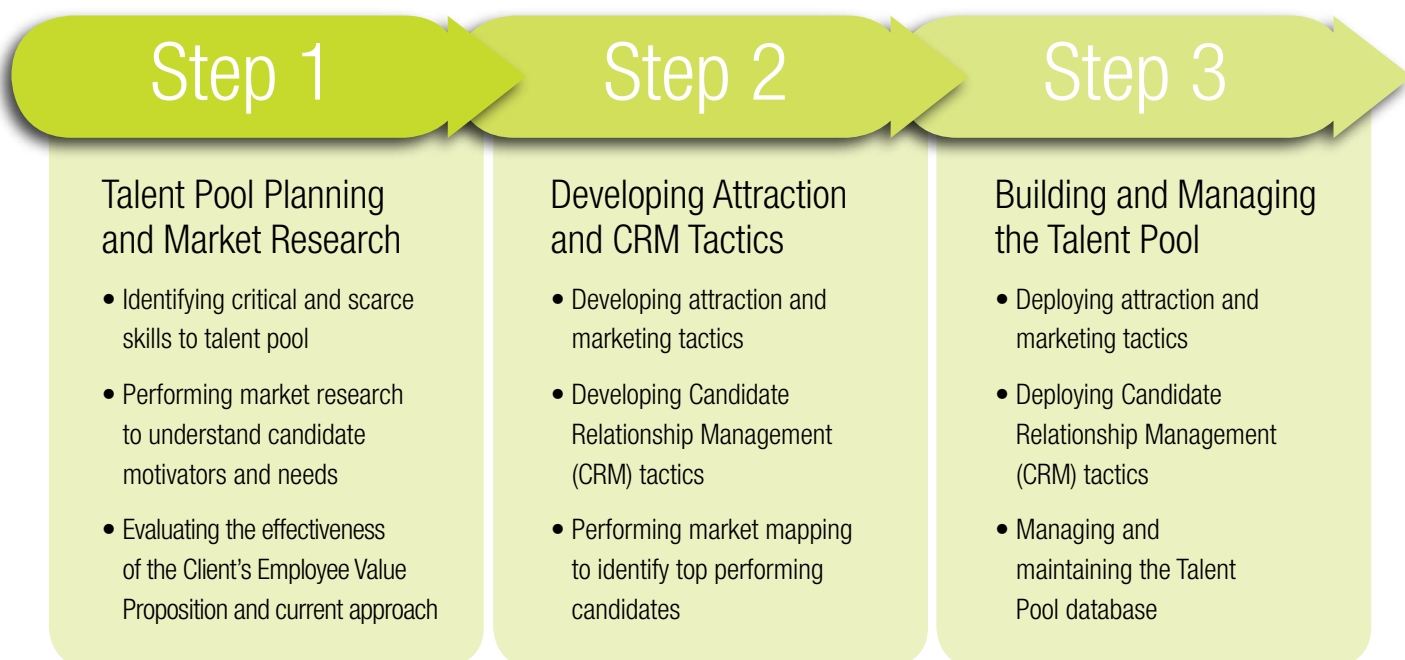 Step 1
Talent Pool Planning
and Market Research
• Identifying critical and scarce
skills to talent pool
• Performing market research
to understand candidate
motivators and needs
• Evaluating the effectiveness
of the Client’s Employee Value
Proposition and current approach
Step 2
Developing Attraction
and CRM Tactics
• Developing attraction and
marketing tactics
• Developing Candidate
Relationship Management
(CRM) tactics
• Performing market mapping
to identify top performing
candidates
Step 3
Building and Managing
the Talent Pool
• Deploying attraction and
marketing tactics
• Deploying Candidate
Relationship Management
(CRM) tactics
• Managing and
maintaining the Talent
Pool database